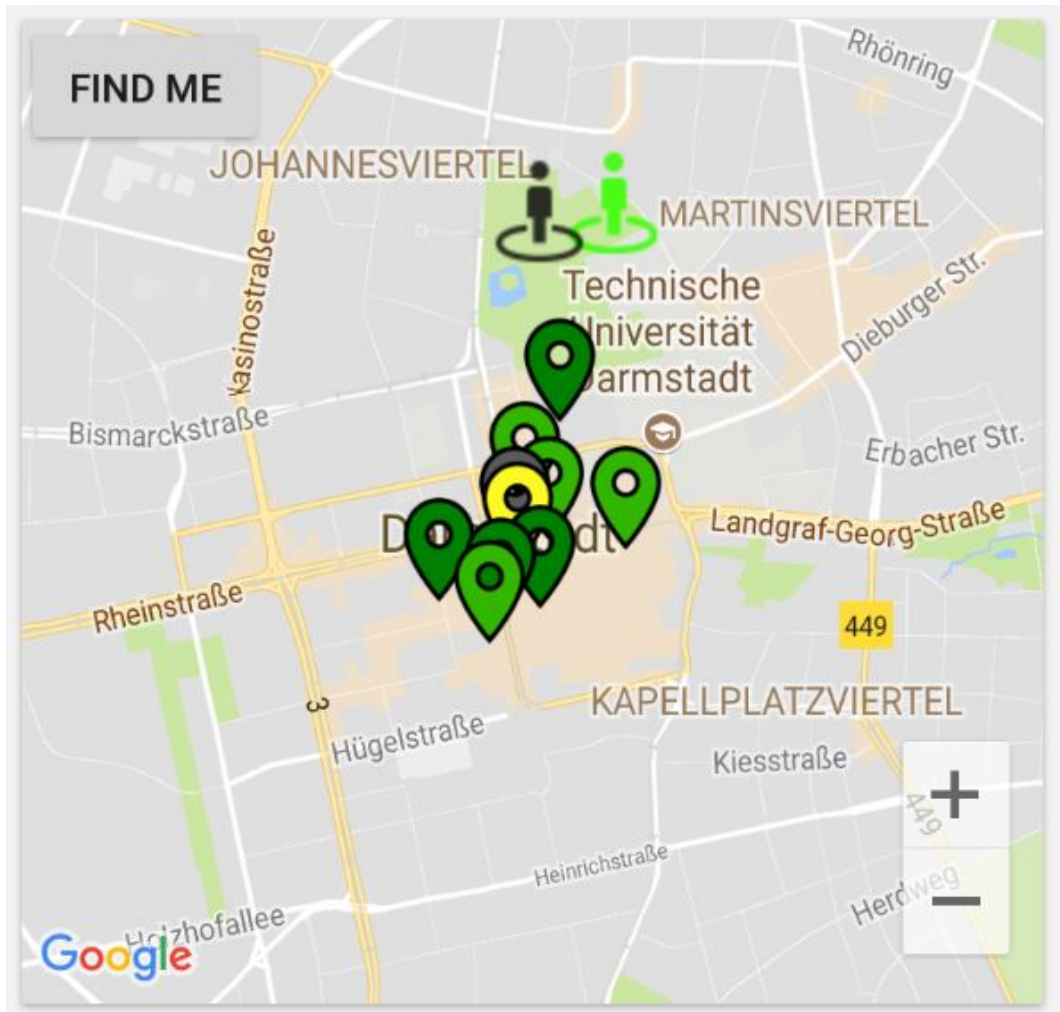 FIND ME
Rhönring
JOHANNESVIERTEL
MARTINSVIERTEL
Kasinostraße
Technische
Universität
Darmstadt
Dieburger Str.
Bismarckstraße
Erbacher Str.
Landgraf-Georg-Straße
Rheinstraße
449
3
KAPELLPLATZVIERTEL
Hügelstraße
Kiesstraße
+
449
Heinrichstraße
Herdweg
−
Holzhofallee
Google